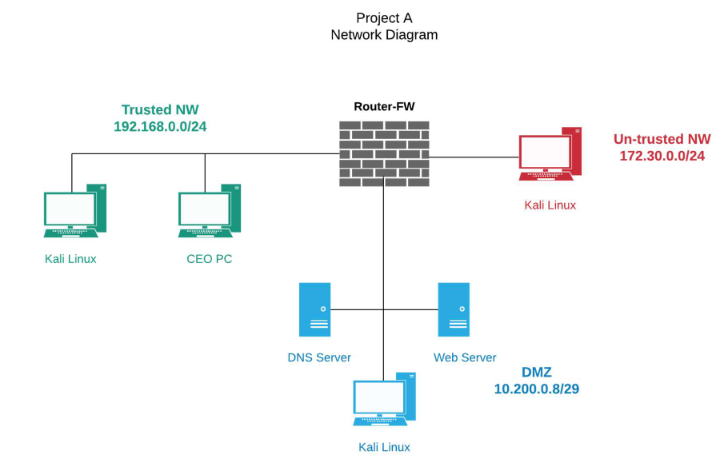 Project A
Network Diagram
Router-FW
Trusted NW
192.168.0.0/24
Un-trusted NW
172.30.0.0/24
Kali Linux
Kali Linux
CEO PC
DNS Server
Web Server
DMZ
10.200.0.8/29
Kali Linux